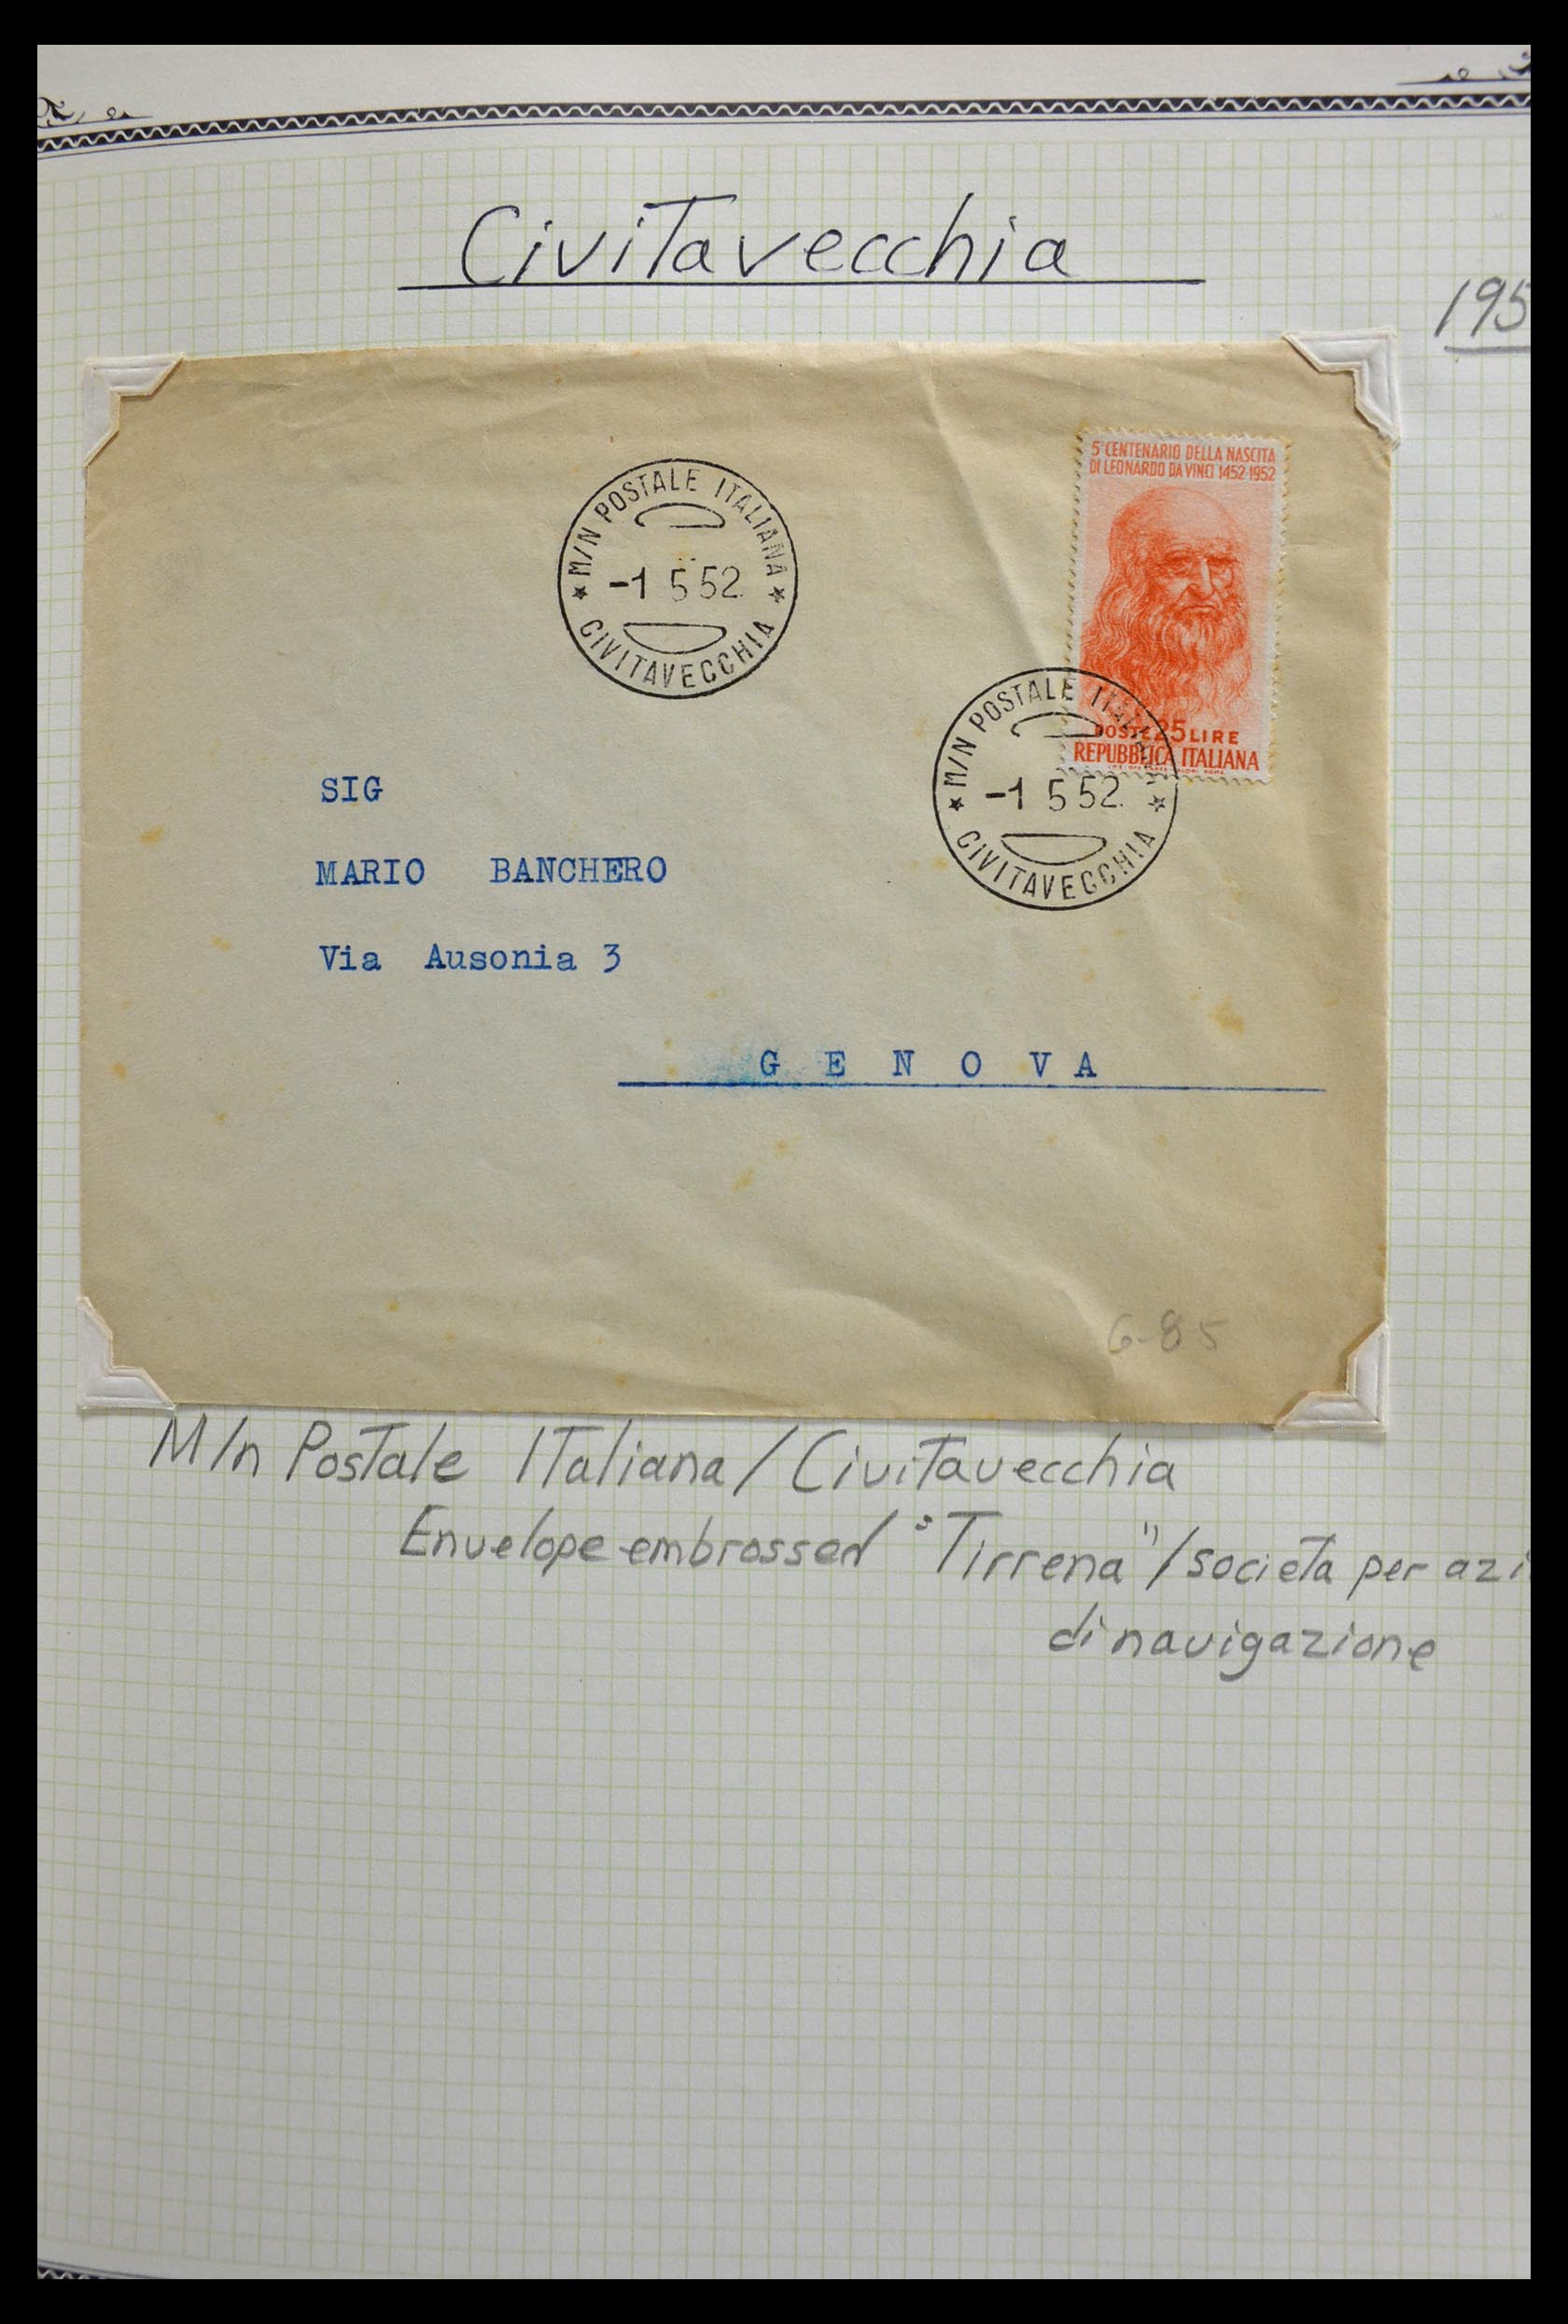 Civitavecchia
195
5° CENTENARIO DELLA NASCITA
DI LEONARDO DA VINCI 1452-1952
M/N POSTALE ITALIANA
-1 5 52.
* CIVITAVECCHIA *
POSTE 25 LIRE
REPUBBLICA ITALIANA
M/N POSTALE ITALIANA
-1 5 52.
* CIVITAVECCHIA *
SIG
MARIO BANCHERO
Via Ausonia 3
G E N O V A
6-85
M/n Postale Italiana/Civitavecchia
Envelope embrossed "Tirrena"/societa per azi
di navigazione